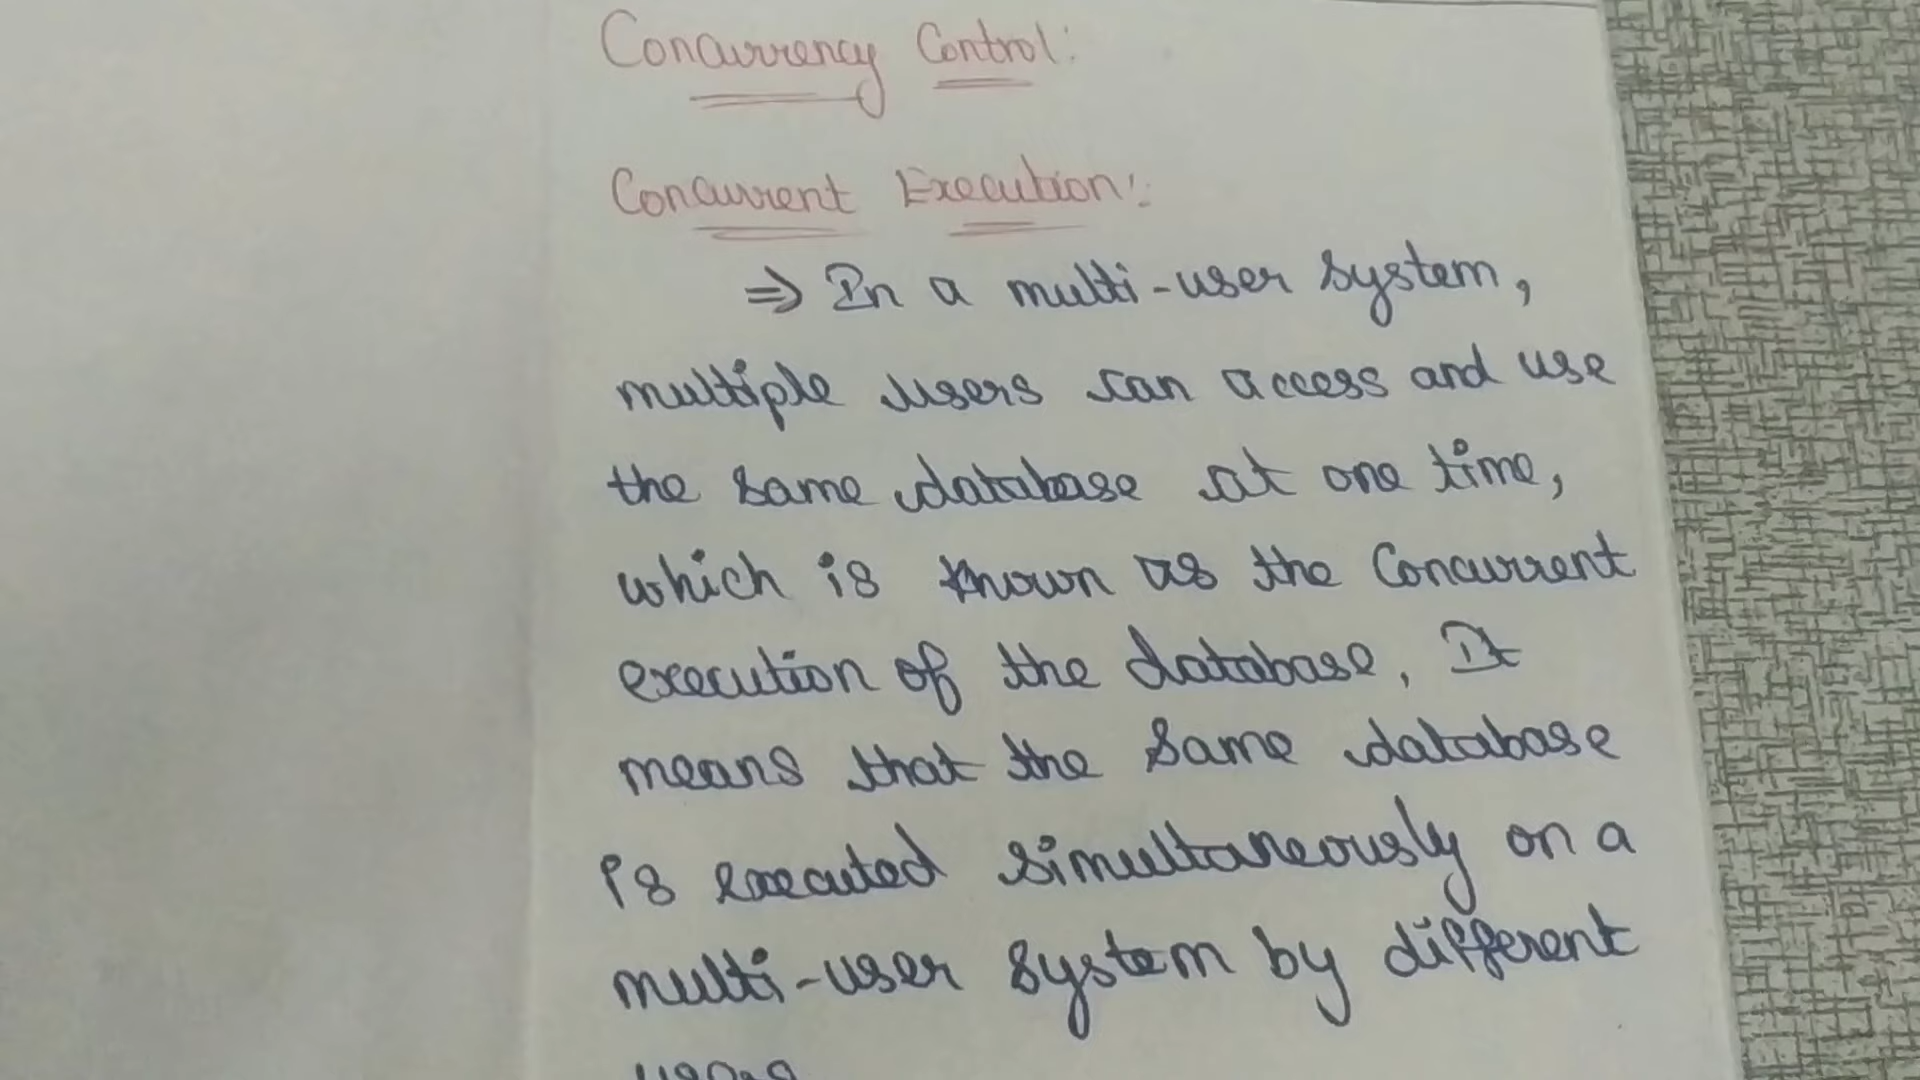 Concurrency Control:
Concurrent Execution:
⇒ In a multi-user system,
multiple users can access and use
the same database at one time,
which is known as the Concurrent
execution of the database. It
means that the same database
is executed simultaneously on a
multi-user system by different
users